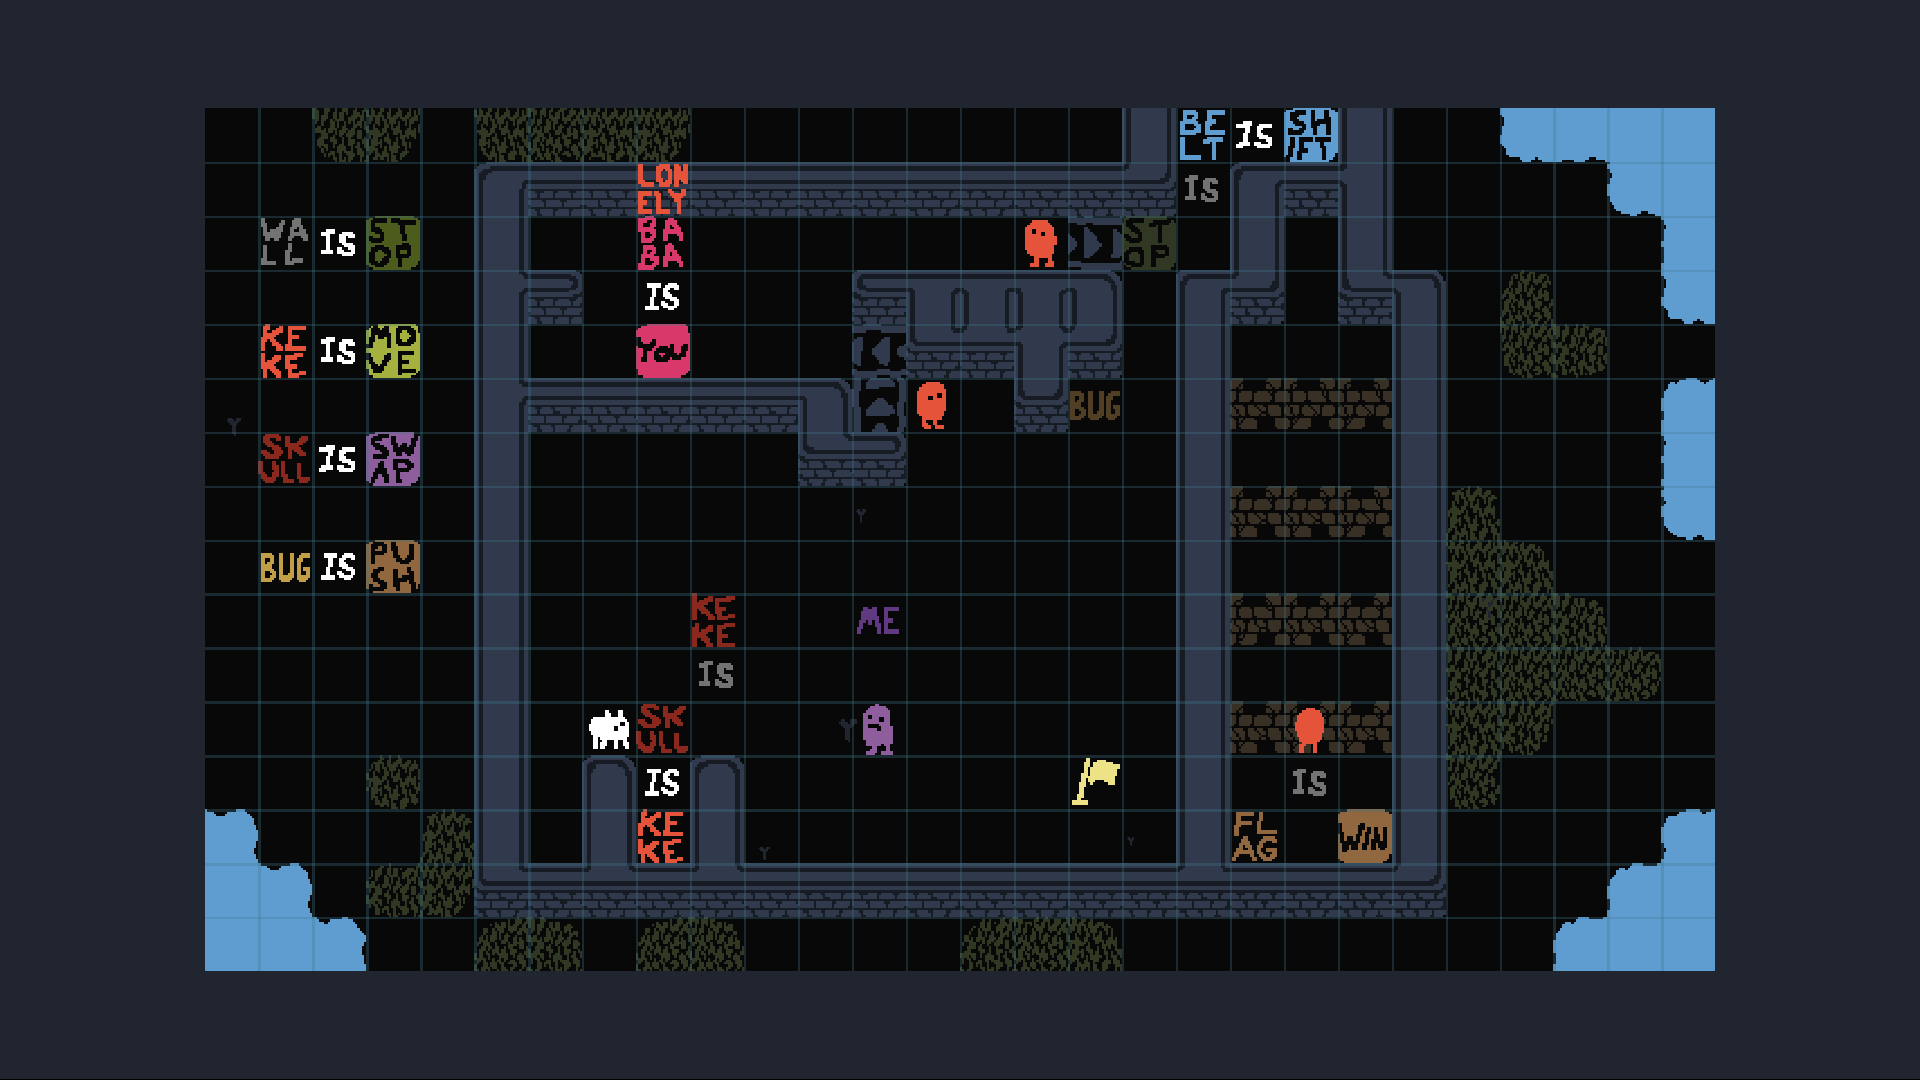 BELT IS SHIFT
LONELY
IS
WALL IS STOP
BABA
STOP
IS
KEKE IS MOVE
YOU
BUG
SKULL IS SWAP
BUG IS PUSH
KEKE
ME
IS
SKULL
IS
IS
KEKE
FLAG
WIN